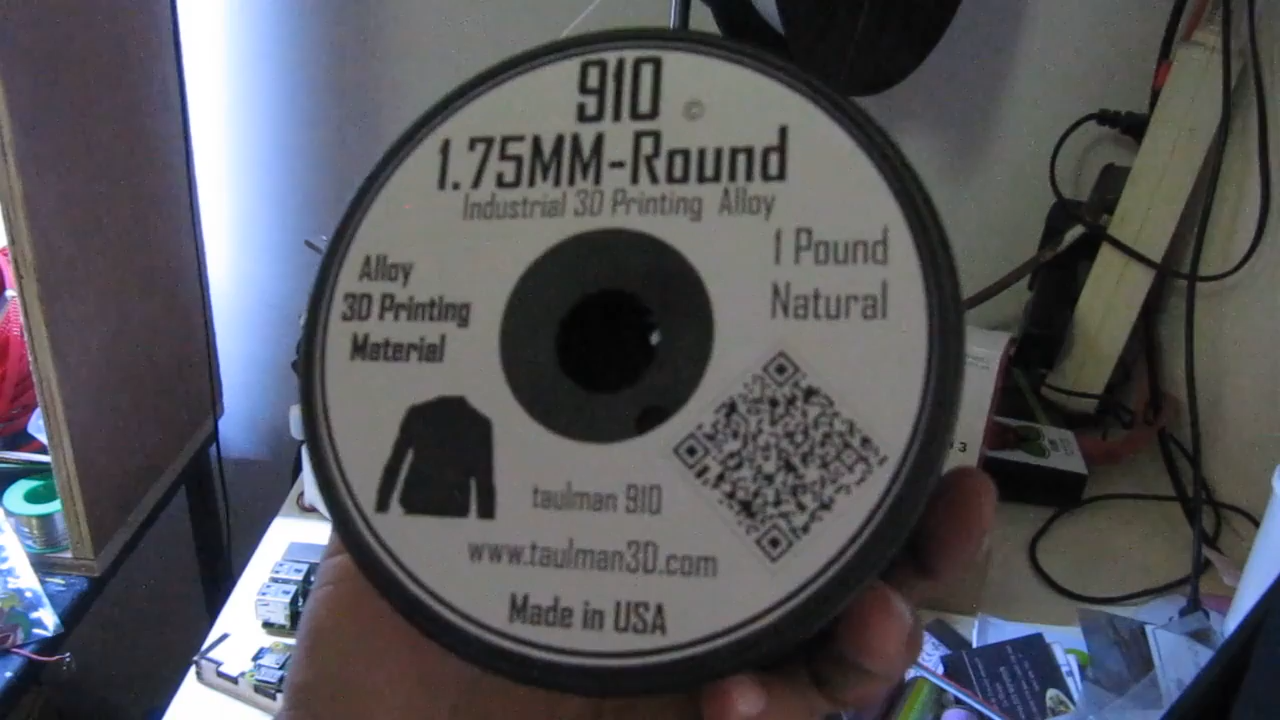 910 ©
1.75MM-Round
Industrial 3D Printing Alloy
1 Pound
Natural
Alloy
3D Printing
Material
taulman 910
www.taulman3D.com
Made in USA